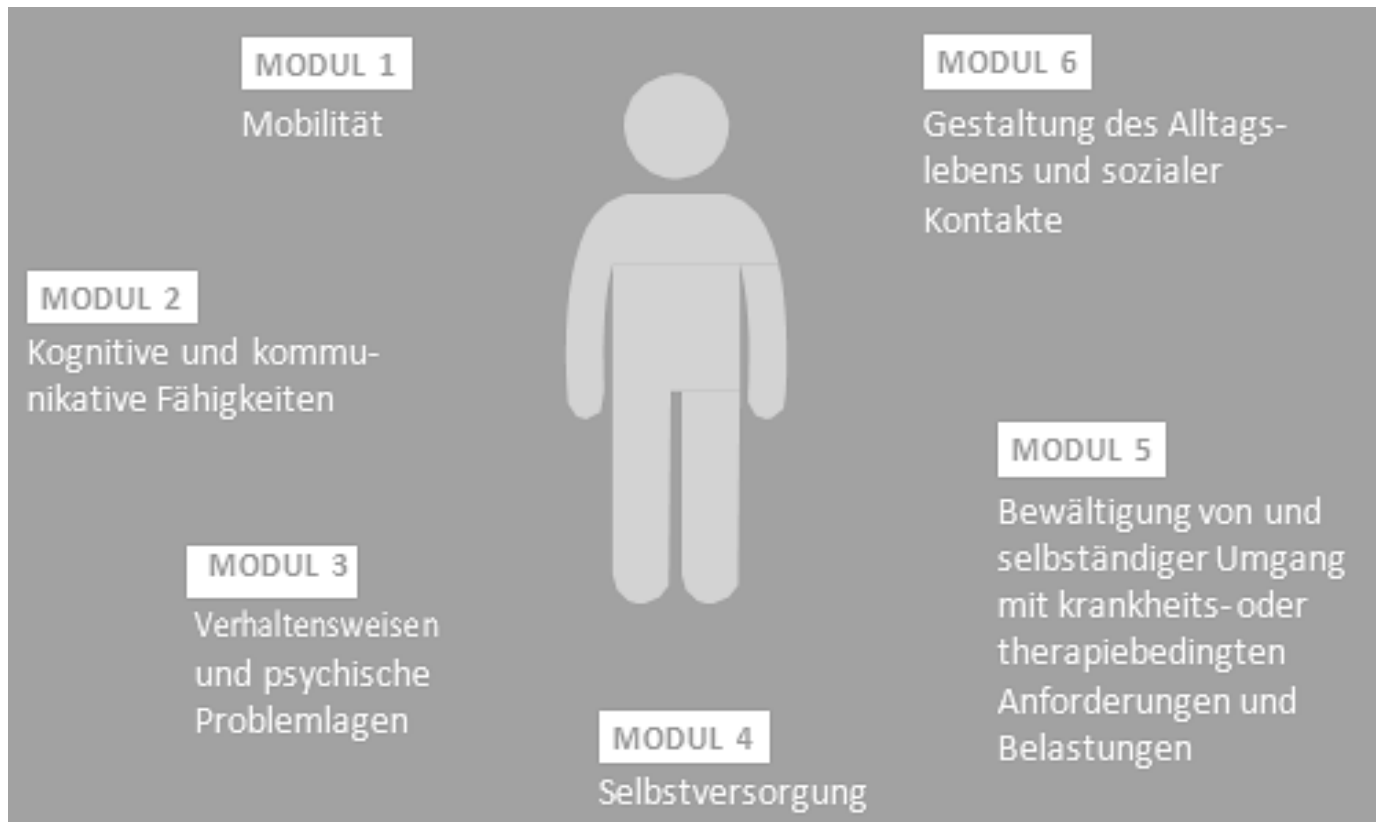 MODUL 1
Mobilität
MODUL 2
Kognitive und kommu-
nikative Fähigkeiten
MODUL 3
Verhaltensweisen
und psychische
Problemlagen
MODUL 4
Selbstversorgung
MODUL 5
Bewältigung von und
selbständiger Umgang
mit krankheits- oder
therapiebedingten
Anforderungen und
Belastungen
MODUL 6
Gestaltung des Alltags-
lebens und sozialer
Kontakte